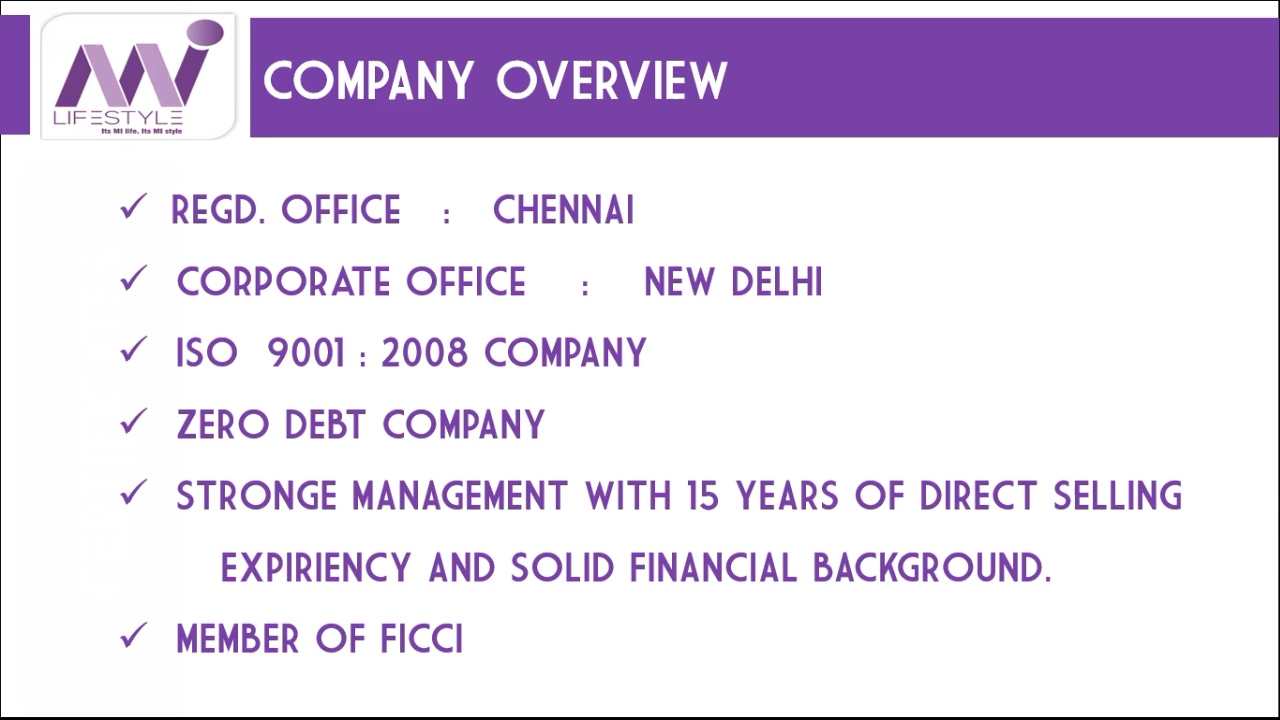 LIFESTYLE
Its MI life. Its MI style
COMPANY OVERVIEW
✓ REGD. OFFICE : CHENNAI
✓ CORPORATE OFFICE : NEW DELHI
✓ ISO 9001 : 2008 COMPANY
✓ ZERO DEBT COMPANY
✓ STRONGE MANAGEMENT WITH 15 YEARS OF DIRECT SELLING
EXPIRIENCY AND SOLID FINANCIAL BACKGROUND.
✓ MEMBER OF FICCI